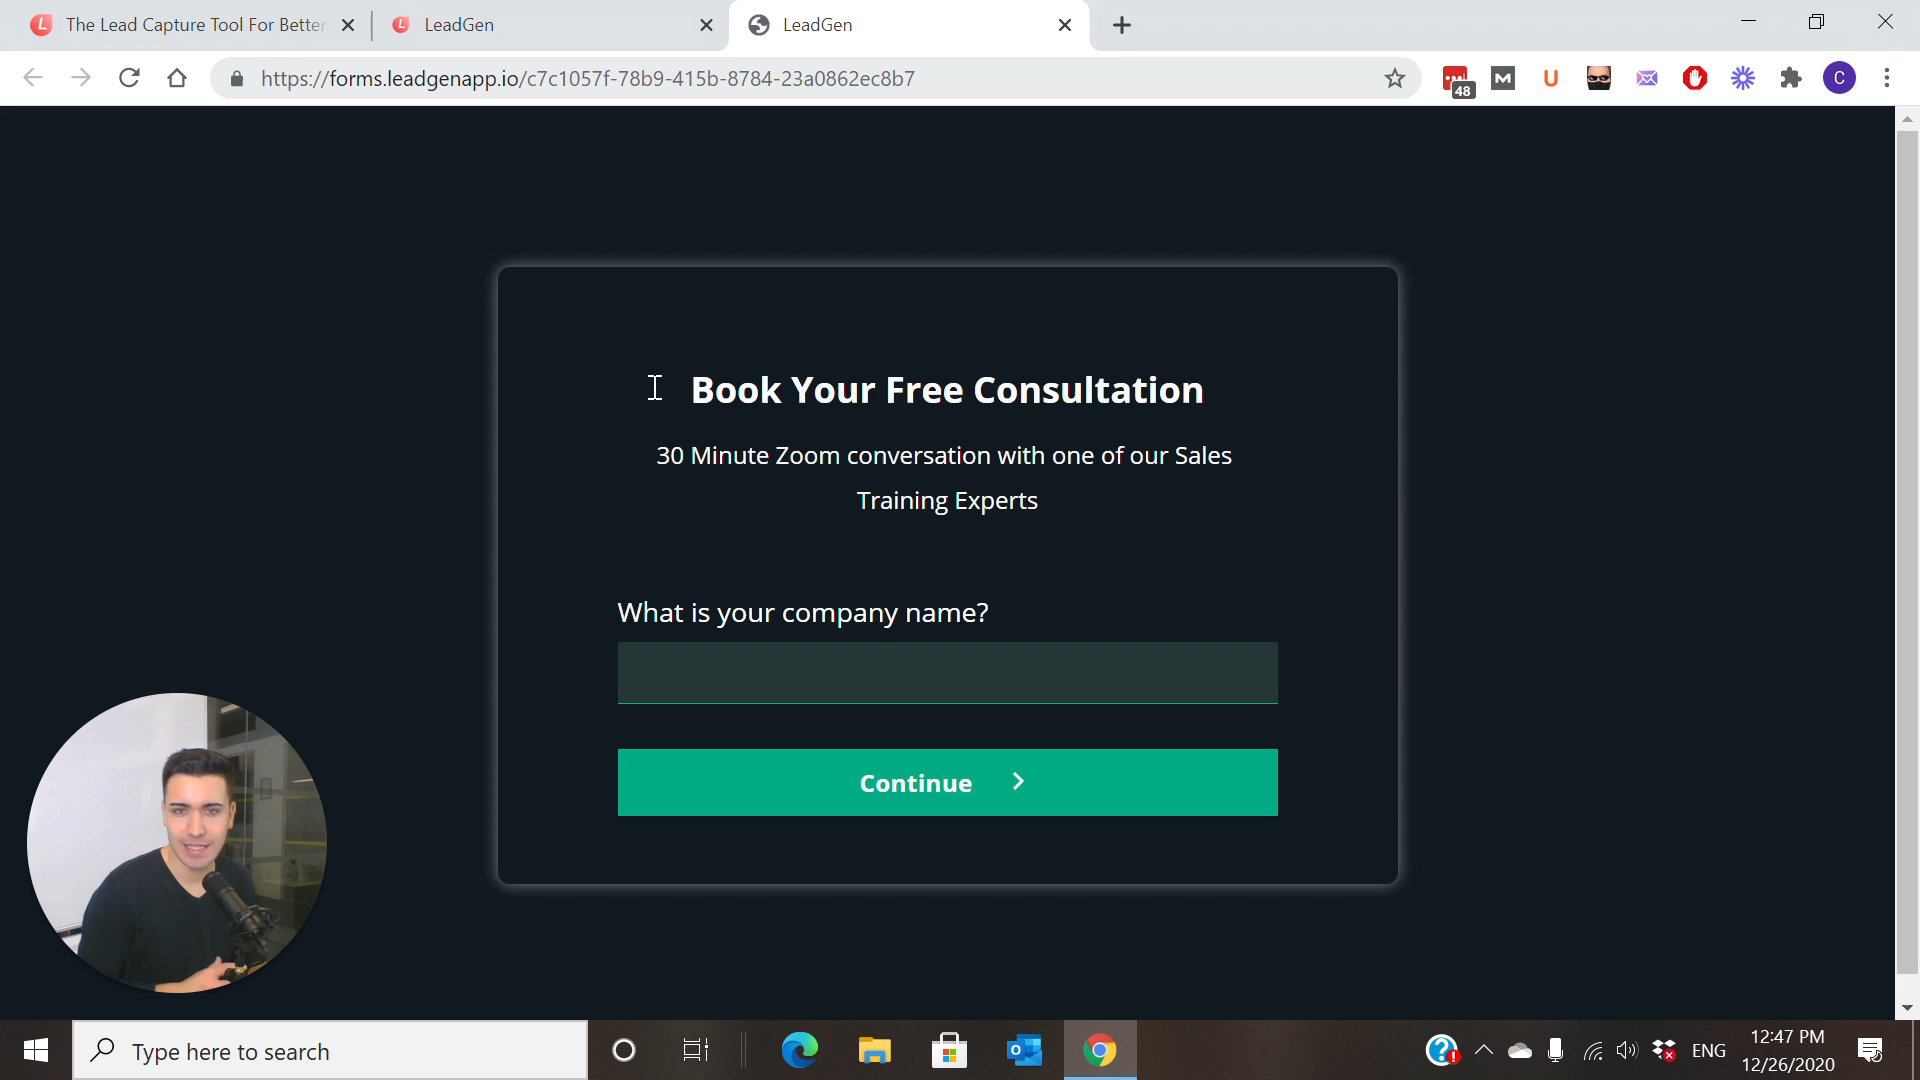 The Lead Capture Tool For Better
LeadGen
LeadGen
https://forms.leadgenapp.io/c7c1057f-78b9-415b-8784-23a0862ec8b7
48
M
U
C
Book Your Free Consultation
30 Minute Zoom conversation with one of our Sales
Training Experts
What is your company name?
Continue
Type here to search
ENG
12:47 PM
12/26/2020